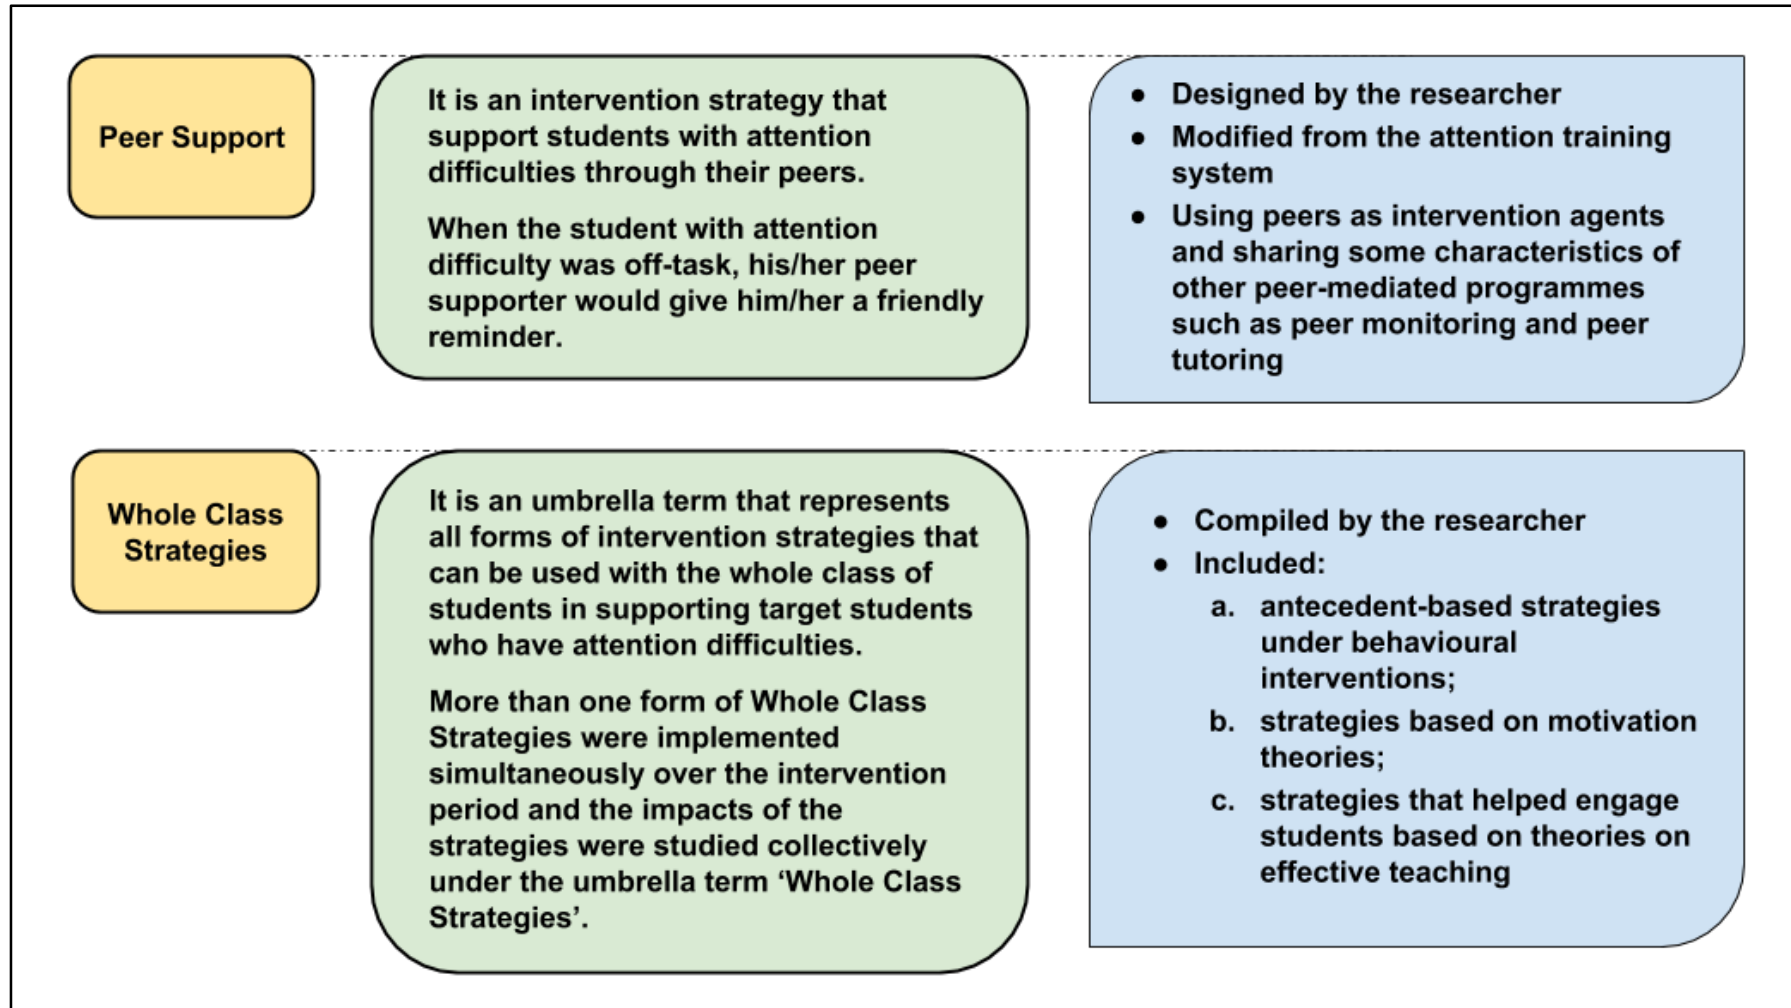 Peer Support
It is an intervention strategy that
support students with attention
difficulties through their peers.
When the student with attention
difficulty was off-task, his/her peer
supporter would give him/her a friendly
reminder.
● Designed by the researcher
● Modified from the attention training
system
● Using peers as intervention agents
and sharing some characteristics of
other peer-mediated programmes
such as peer monitoring and peer
tutoring
Whole Class
Strategies
It is an umbrella term that represents
all forms of intervention strategies that
can be used with the whole class of
students in supporting target students
who have attention difficulties.
More than one form of Whole Class
Strategies were implemented
simultaneously over the intervention
period and the impacts of the
strategies were studied collectively
under the umbrella term ‘Whole Class
Strategies’.
● Compiled by the researcher
● Included:
a. antecedent-based strategies
under behavioural
interventions;
b. strategies based on motivation
theories;
c. strategies that helped engage
students based on theories on
effective teaching